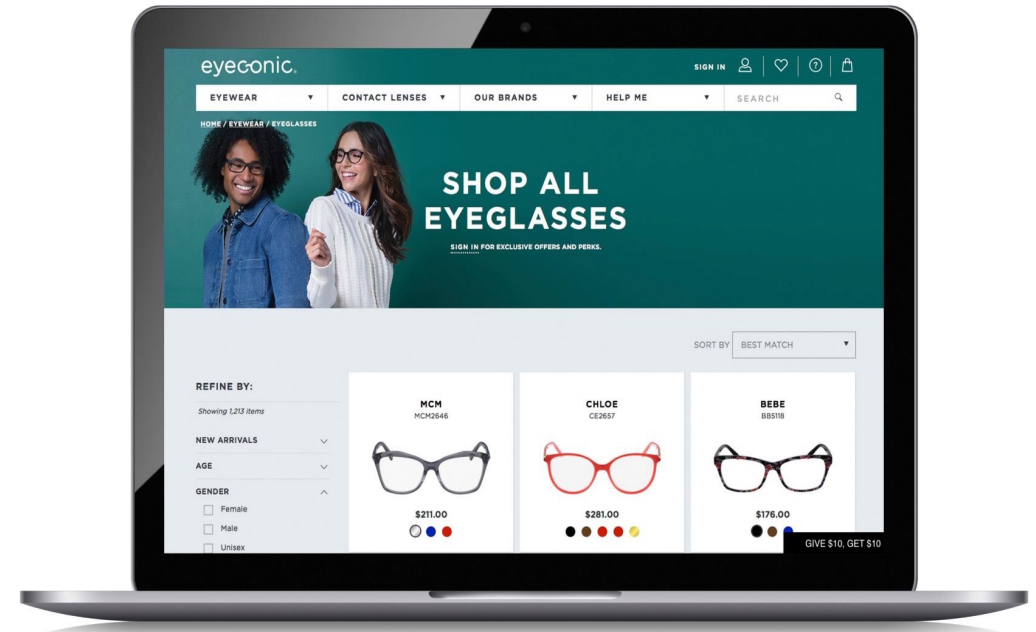 eyeconic.
SIGN IN
EYEWEAR
CONTACT LENSES
OUR BRANDS
HELP ME
SEARCH
HOME / EYEWEAR / EYEGLASSES
SHOP ALL
EYEGLASSES
SIGN IN FOR EXCLUSIVE OFFERS AND PERKS.
SORT BY
BEST MATCH
REFINE BY:
Showing 1,213 items
NEW ARRIVALS
AGE
GENDER
Female
Male
Unisex
MCM
MCM2646
$211.00
CHLOE
CE2657
$281.00
BEBE
BB5118
$176.00
GIVE $10, GET $10